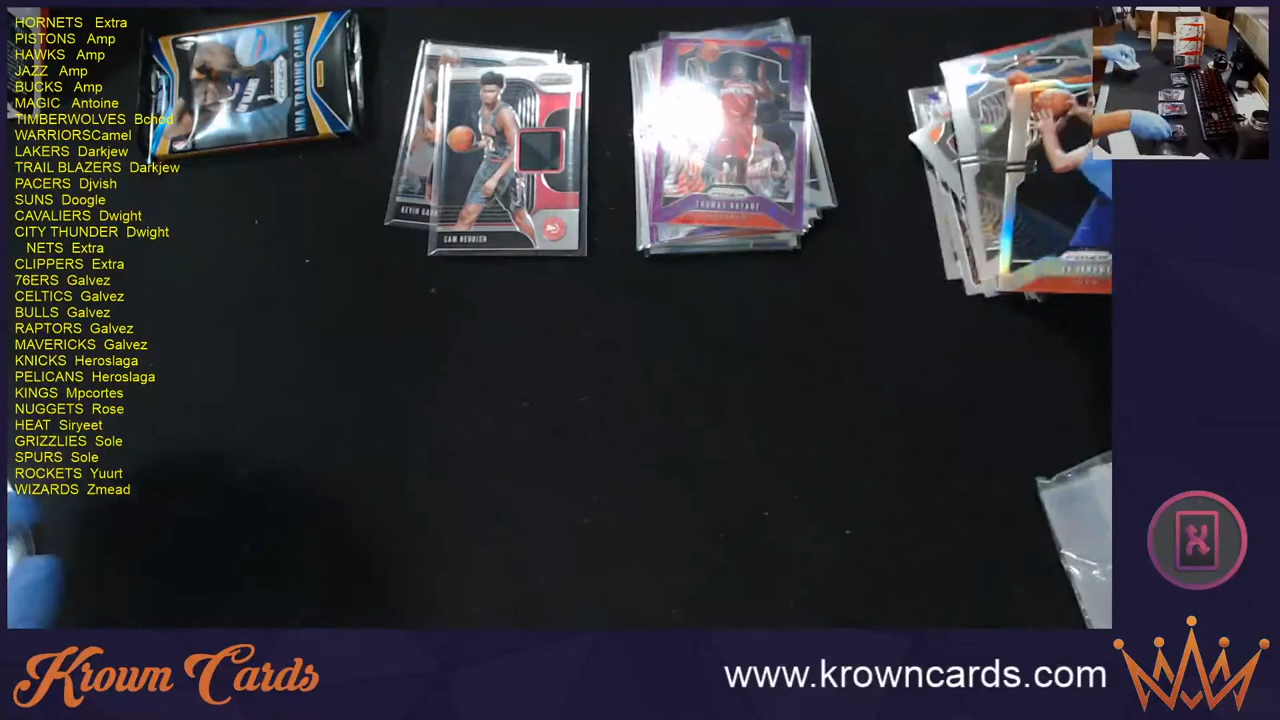 HORNETS Extra
PISTONS Amp
HAWKS Amp
JAZZ Amp
BUCKS Amp
MAGIC Antoine
TIMBERWOLVES Bchod
WARRIORSCamel
LAKERS Darkjew
TRAIL BLAZERS Darkjew
PACERS Djvish
SUNS Doogle
CAVALIERS Dwight
CITY THUNDER Dwight
NETS Extra
CLIPPERS Extra
76ERS Galvez
CELTICS Galvez
BULLS Galvez
RAPTORS Galvez
MAVERICKS Galvez
KNICKS Heroslaga
PELICANS Heroslaga
KINGS Mpcortes
NUGGETS Rose
HEAT Siryeet
GRIZZLIES Sole
SPURS Sole
ROCKETS Yuurt
WIZARDS Zmead
NBA TRADING CARDS
KEVIN
CAM REDDISH
THOMAS BRYANT
Krown Cards
www.krowncards.com